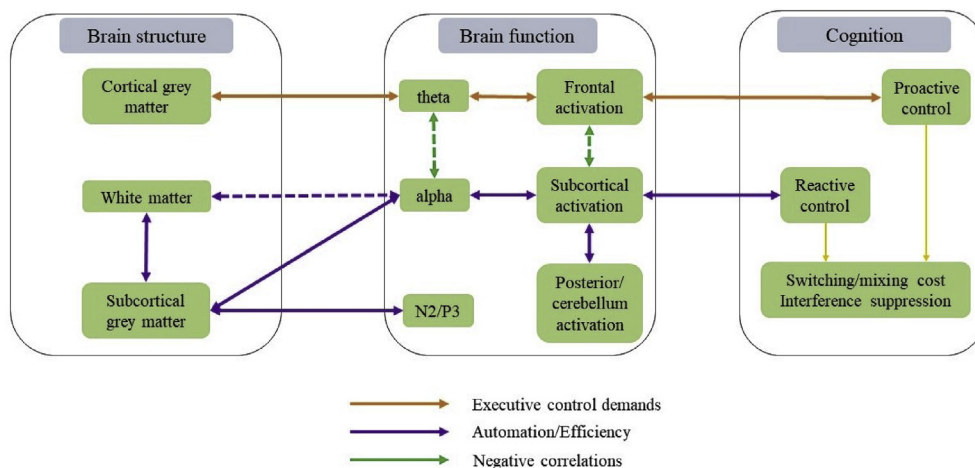 Brain structure
Brain function
Cognition
Cortical grey
matter
theta
Frontal
activation
Proactive
control
White matter
alpha
Subcortical
activation
Reactive
control
Subcortical
grey matter
N2/P3
Posterior/
cerebellum
activation
Switching/mixing cost
Interference suppression
Executive control demands
Automation/Efficiency
Negative correlations